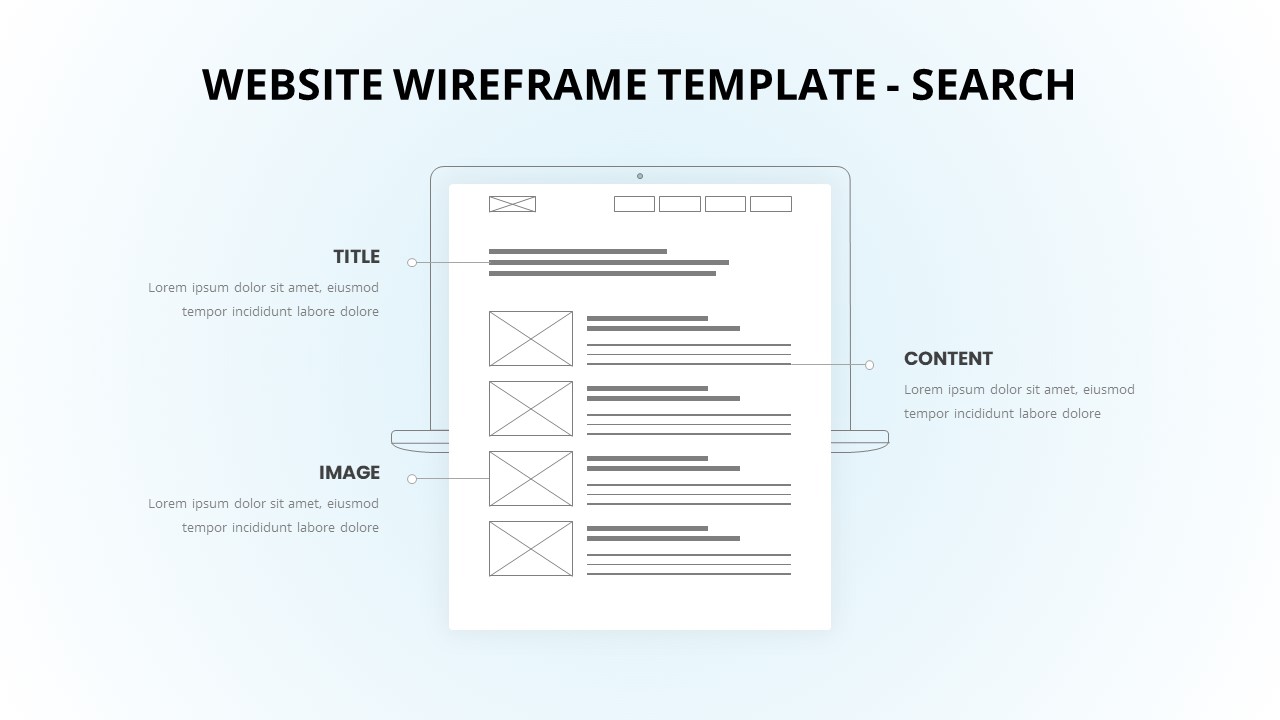 WEBSITE WIREFRAME TEMPLATE - SEARCH
TITLE
Lorem ipsum dolor sit amet, eiusmod
tempor incididunt labore dolore
CONTENT
Lorem ipsum dolor sit amet, eiusmod
tempor incididunt labore dolore
IMAGE
Lorem ipsum dolor sit amet, eiusmod
tempor incididunt labore dolore